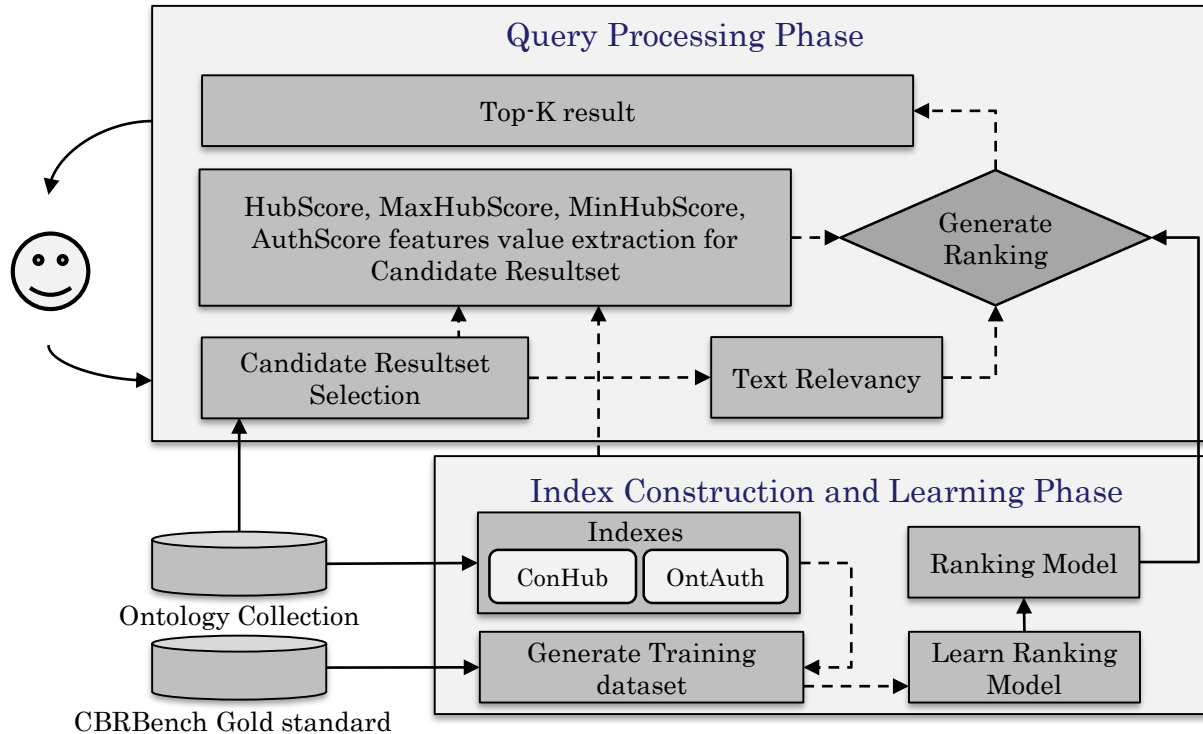 Query Processing Phase
Top-K result
HubScore, MaxHubScore, MinHubScore,
AuthScore features value extraction for
Candidate Resultset
Generate
Ranking
Candidate Resultset
Selection
Text Relevancy
Index Construction and Learning Phase
Indexes
ConHub
OntAuth
Ranking Model
Ontology Collection
Generate Training
dataset
Learn Ranking
Model
CBRBench Gold standard